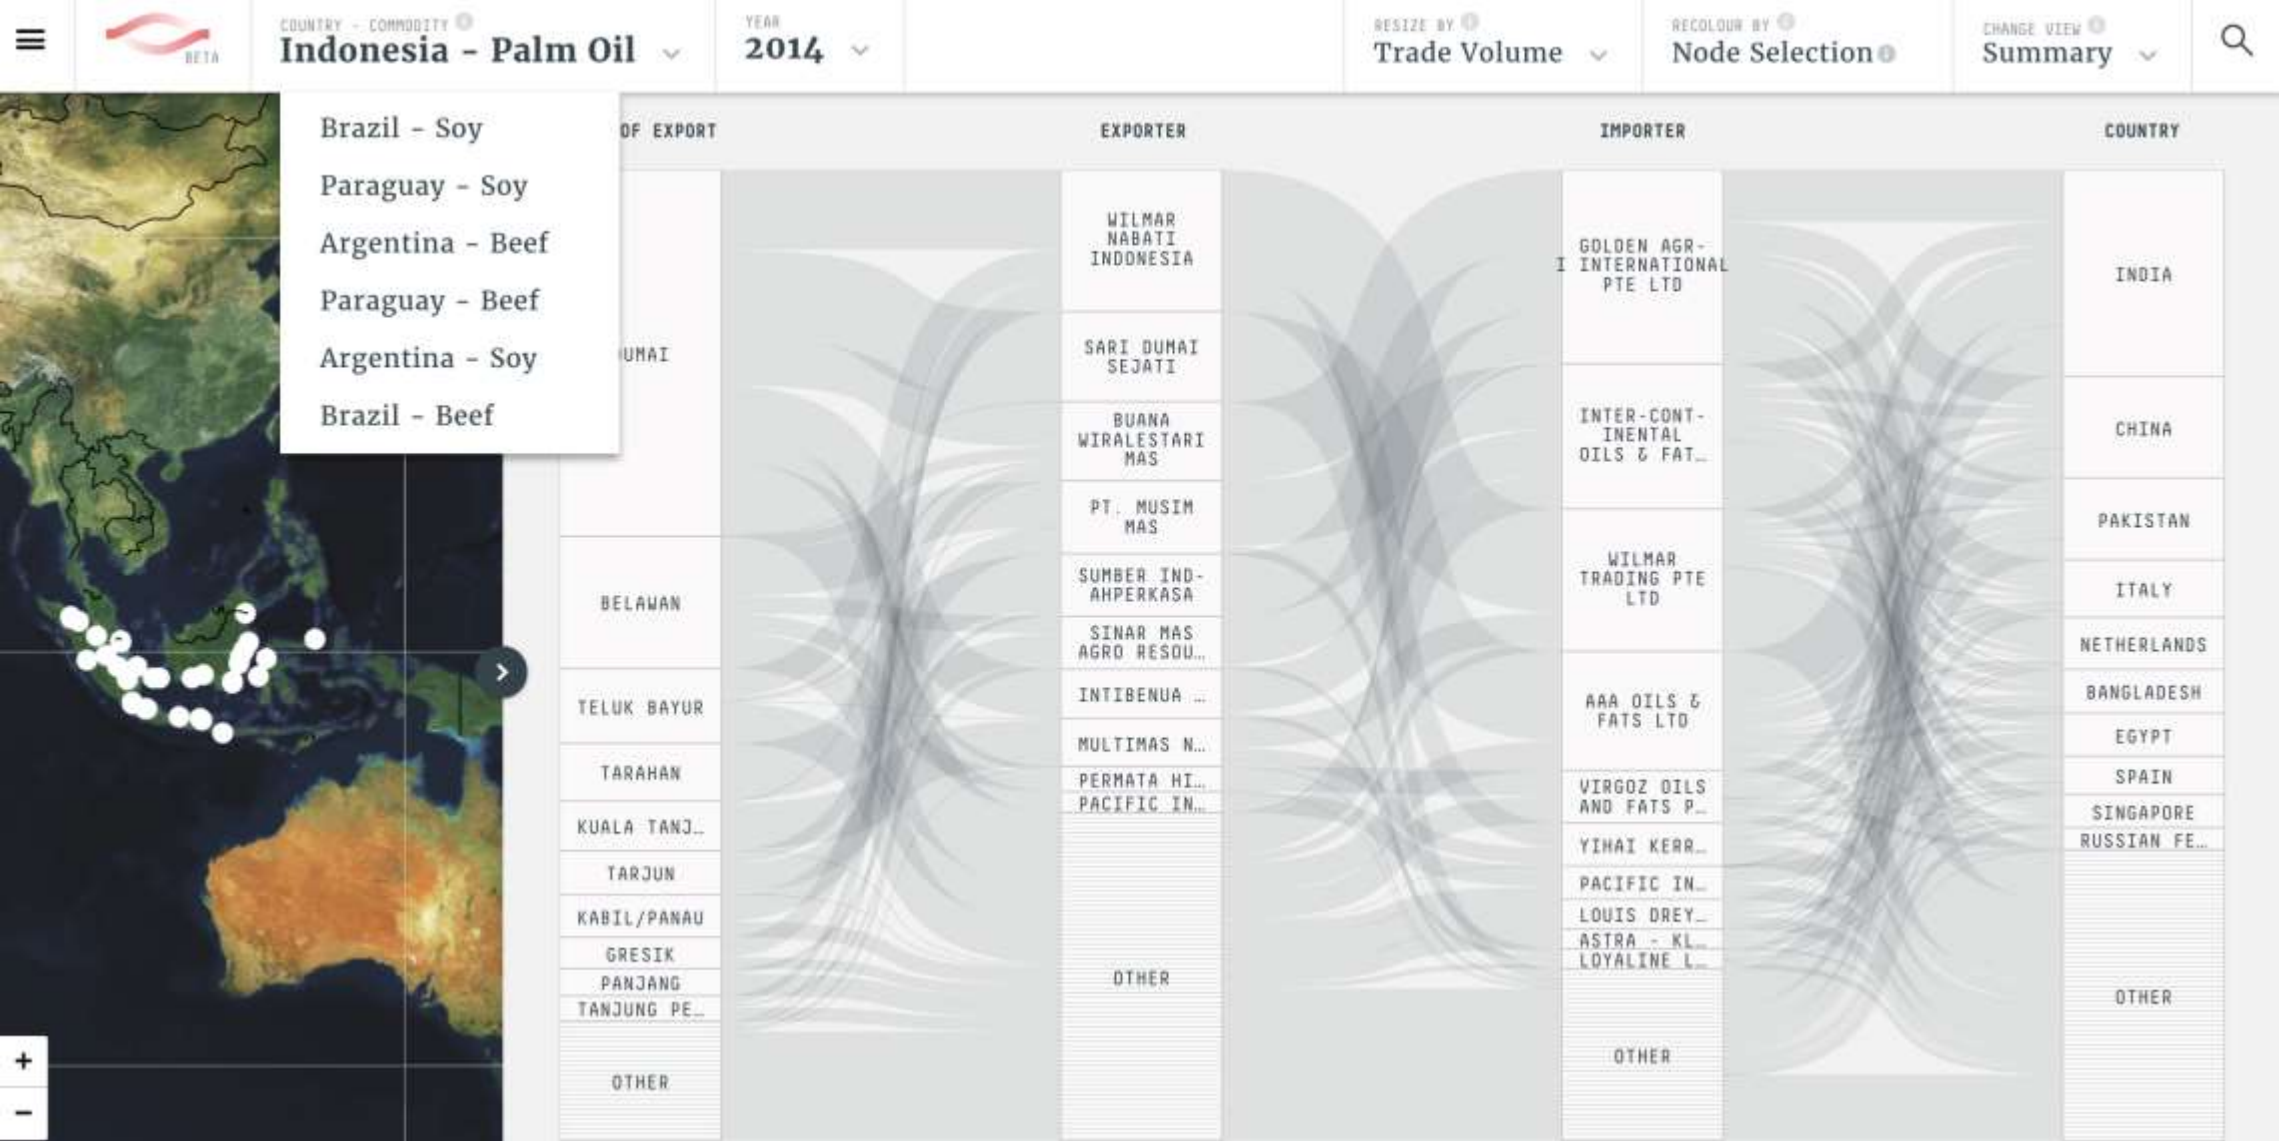 COUNTRY - COMMODITY
Indonesia - Palm Oil
YEAR
2014
RESIZE BY
Trade Volume
RECOLOUR BY
Node Selection
CHANGE VIEW
Summary
BETA
Brazil - Soy
Paraguay - Soy
Argentina - Beef
Paraguay - Beef
Argentina - Soy
Brazil - Beef
OF EXPORT
EXPORTER
IMPORTER
COUNTRY
UMAI
BELAWAN
TELUK BAYUR
TARAHAN
KUALA TANJ…
TARJUN
KABIL/PANAU
GRESIK
PANJANG
TANJUNG PE…
OTHER
WILMAR
NABATI
INDONESIA
SARI DUMAI
SEJATI
BUANA
WIRALESTARI
MAS
PT. MUSIM
MAS
SUMBER IND-
AHPERKASA
SINAR MAS
AGRO RESOU…
INTIBENUA …
MULTIMAS N…
PERMATA HI…
PACIFIC IN…
OTHER
GOLDEN AGR-
I INTERNATIONAL
PTE LTD
INTER-CONT-
INENTAL
OILS & FAT…
WILMAR
TRADING PTE
LTD
AAA OILS &
FATS LTD
VIRGOZ OILS
AND FATS P…
YIHAI KERR…
PACIFIC IN…
LOUIS DREY…
ASTRA - KL…
LOYALINE L…
OTHER
INDIA
CHINA
PAKISTAN
ITALY
NETHERLANDS
BANGLADESH
EGYPT
SPAIN
SINGAPORE
RUSSIAN FE…
OTHER
+
−